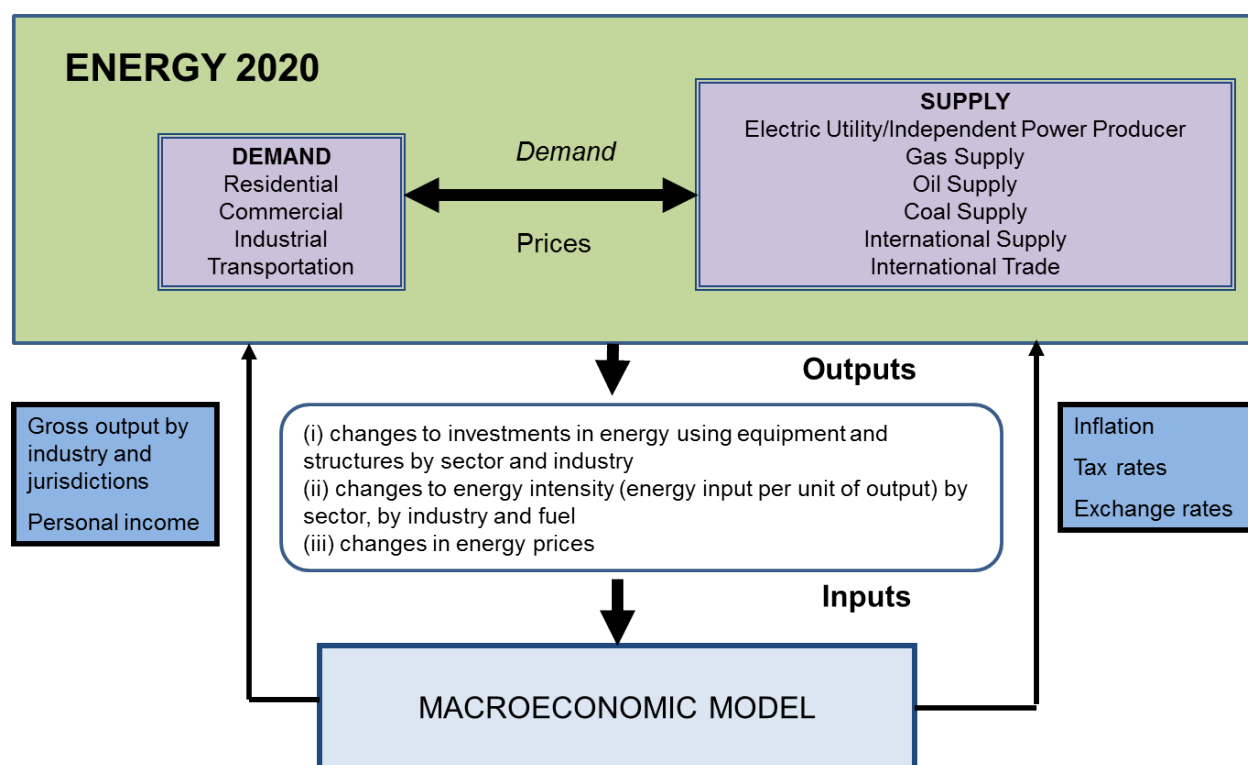 ENERGY 2020
DEMAND
Residential
Commercial
Industrial
Transportation
Demand
Prices
SUPPLY
Electric Utility/Independent Power Producer
Gas Supply
Oil Supply
Coal Supply
International Supply
International Trade
Outputs
Gross output by
industry and
jurisdictions
Personal income
(i) changes to investments in energy using equipment and
structures by sector and industry
(ii) changes to energy intensity (energy input per unit of output) by
sector, by industry and fuel
(iii) changes in energy prices
Inflation
Tax rates
Exchange rates
Inputs
MACROECONOMIC MODEL